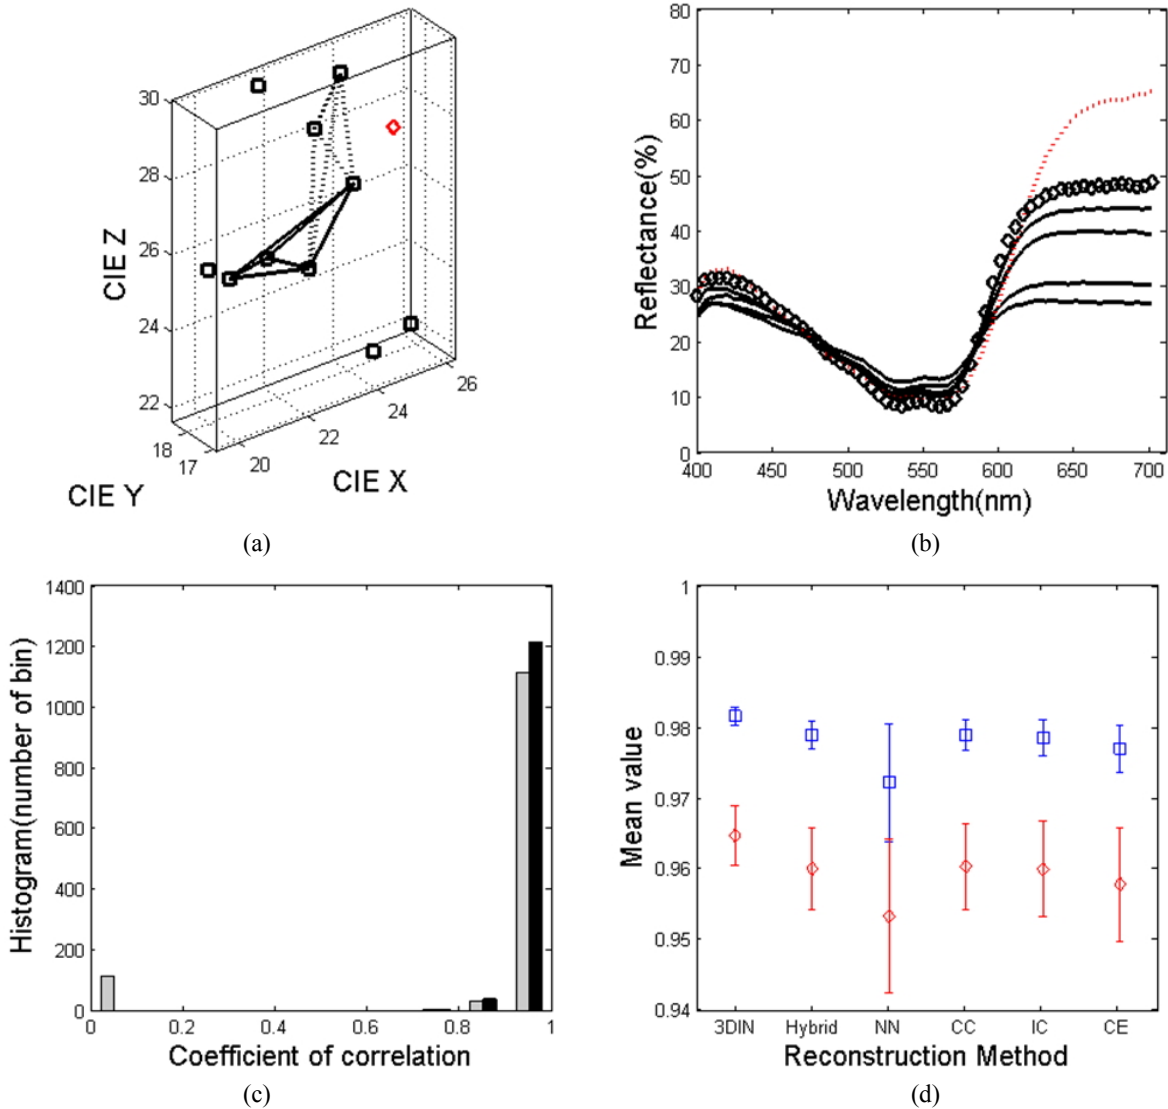 30
28
26
24
22
CIE Z
18
17
20
22
24
26
CIE Y
CIE X
(a)
80
70
60
50
40
30
20
10
0
Reflectance(%)
400
450
500
550
600
650
700
Wavelength(nm)
(b)
1400
1200
1000
800
600
400
200
0
Histogram(number of bin)
0
0.2
0.4
0.6
0.8
1
Coefficient of correlation
(c)
1
0.99
0.98
0.97
0.96
0.95
0.94
Mean value
3DIN
Hybrid
NN
CC
IC
CE
Reconstruction Method
(d)